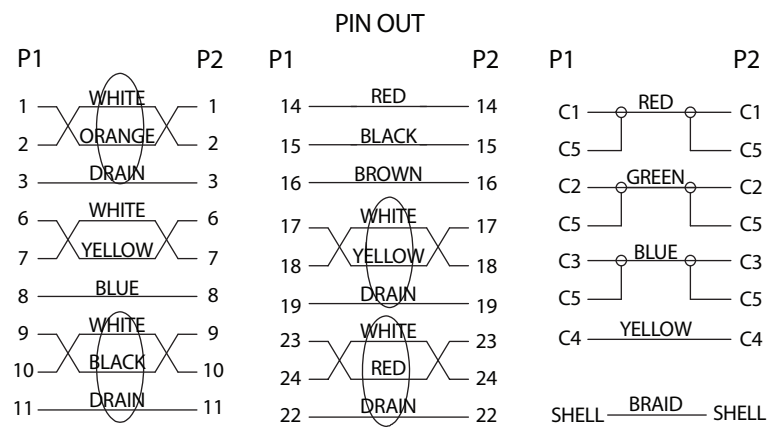 PIN OUT
P1 P2
1 WHITE 1
2 ORANGE 2
3 DRAIN 3
6 WHITE 6
7 YELLOW 7
8 BLUE 8
9 WHITE 9
10 BLACK 10
11 DRAIN 11
P1 P2
14 RED 14
15 BLACK 15
16 BROWN 16
17 WHITE 17
18 YELLOW 18
19 DRAIN 19
23 WHITE 23
24 RED 24
22 DRAIN 22
P1 P2
C1 RED C1
C5 C5
C2 GREEN C2
C5 C5
C3 BLUE C3
C5 C5
C4 YELLOW C4
SHELL BRAID SHELL